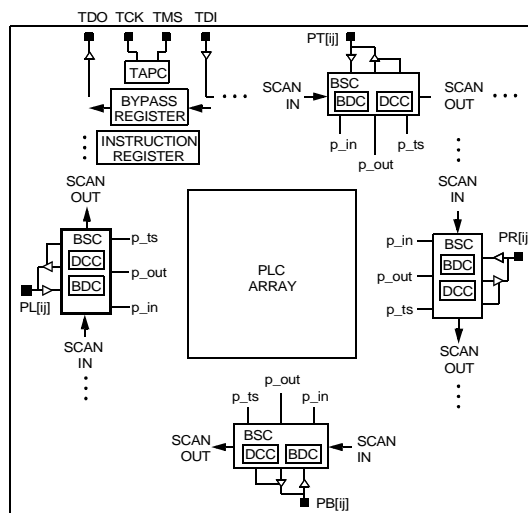 TDO TCK TMS TDI
TAPC
BYPASS
REGISTER
INSTRUCTION
REGISTER
PT[ij]
SCAN
IN
BSC
BDC DCC
SCAN
OUT
p_in
p_out
p_ts
SCAN
OUT
BSC
DCC
BDC
p_ts
p_out
p_in
PL[ij]
SCAN
IN
PLC
ARRAY
SCAN
IN
p_in
p_out
p_ts
BSC
BDC
DCC
PR[ij]
SCAN
OUT
p_out
p_ts p_in
SCAN
OUT
BSC
DCC BDC
SCAN
IN
PB[ij]